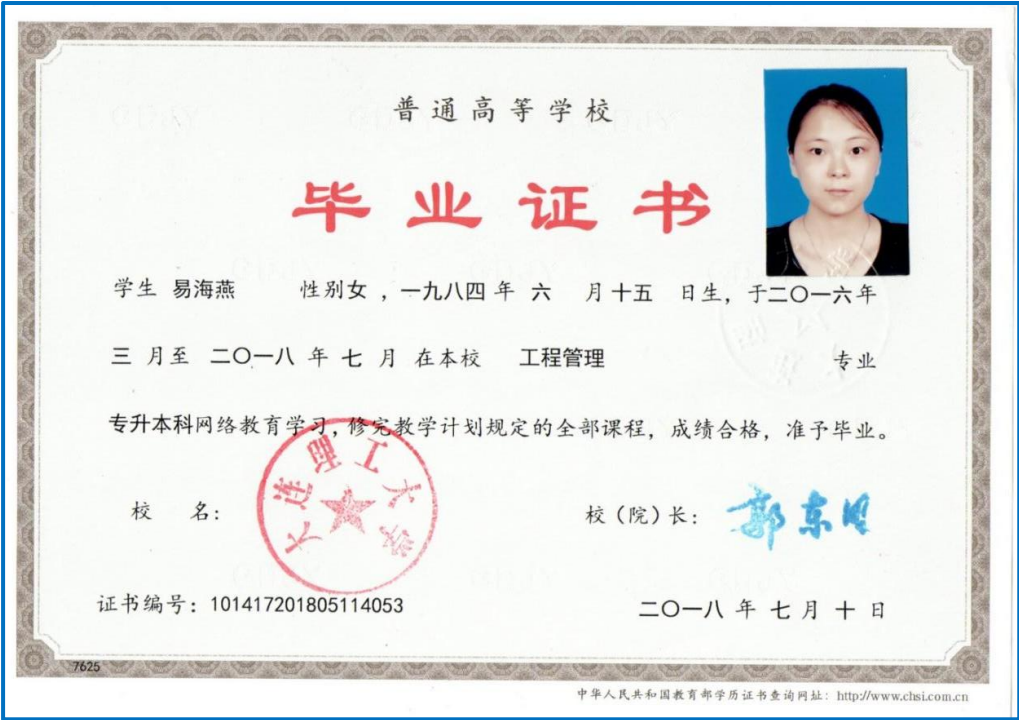 普通高等学校
毕业证书
学生 易海燕 性别女，一九八四年 六 月十五 日生，于二〇一六年
三 月至 二〇一八 年 七 月 在本校 工程管理 专业
专升本科网络教育学习，修完教学计划规定的全部课程，成绩合格，准予毕业。
大连理工大学
校 名： 校（院）长： 郭东明
证书编号：101417201805114053 二〇一八 年 七 月 十 日
7625
中华人民共和国教育部学历证书查询网址：http://www.chsi.com.cn